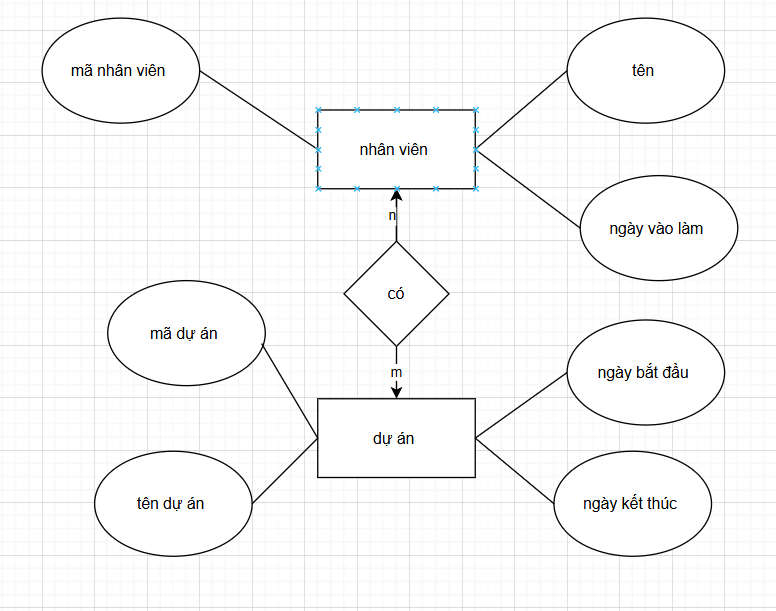 mã nhân viên
tên
nhân viên
n
ngày vào làm
có
mã dự án
m
ngày bắt đầu
dự án
tên dự án
ngày kết thúc